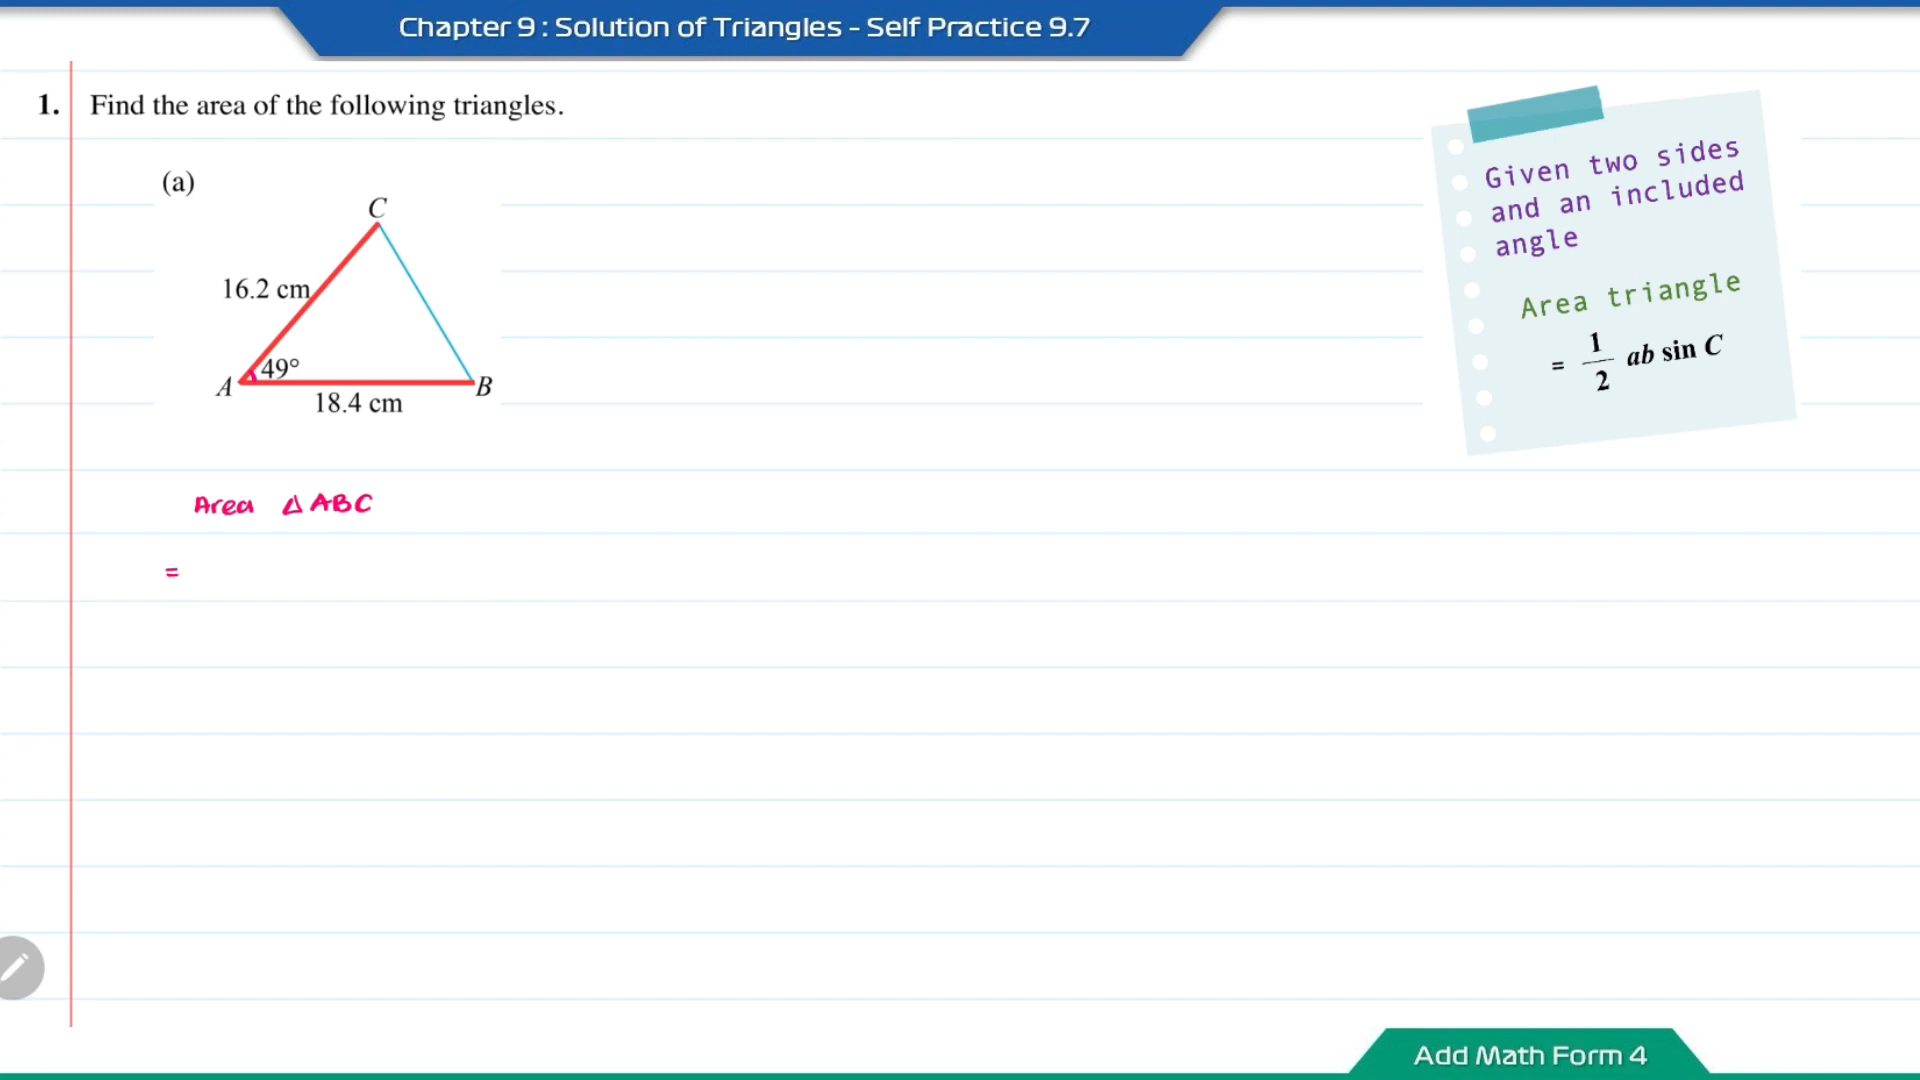 Chapter 9 : Solution of Triangles - Self Practice 9.7
1. Find the area of the following triangles.
(a)
C
16.2 cm
49°
A
B
18.4 cm
Area Δ ABC
=
Given two sides
and an included
angle
Area triangle
= 1/2 ab sin C
Add Math Form 4